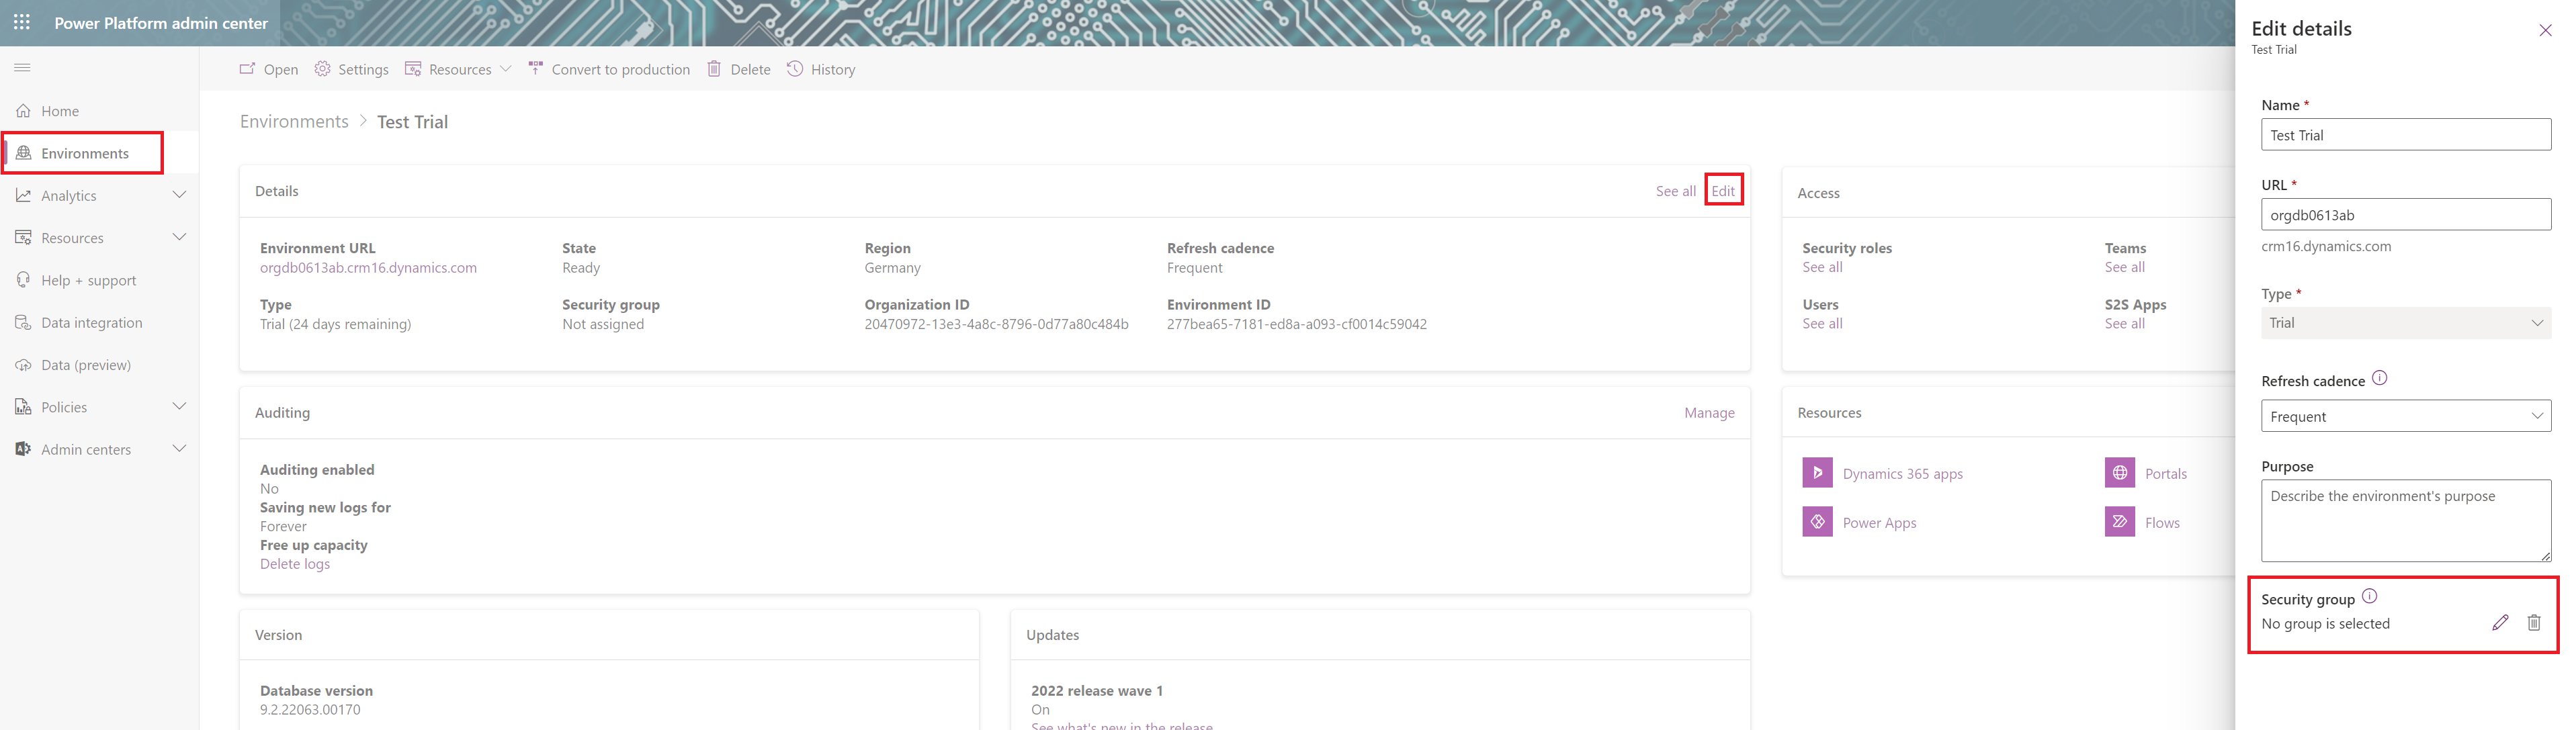 Power Platform admin center
Open
Settings
Resources
Convert to production
Delete
History
Home
Environments
Analytics
Resources
Help + support
Data integration
Data (preview)
Policies
Admin centers
Environments > Test Trial
Details
See all
Edit
Environment URL
orgdb0613ab.crm16.dynamics.com
State
Ready
Region
Germany
Refresh cadence
Frequent
Type
Trial (24 days remaining)
Security group
Not assigned
Organization ID
20470972-13e3-4a8c-8796-0d77a80c484b
Environment ID
277bea65-7181-ed8a-a093-cf0014c59042
Auditing
Manage
Auditing enabled
No
Saving new logs for
Forever
Free up capacity
Delete logs
Version
Database version
9.2.22063.00170
Updates
2022 release wave 1
On
See what's new in the release
Access
Security roles
See all
Teams
See all
Users
See all
S2S Apps
See all
Resources
Dynamics 365 apps
Portals
Power Apps
Flows
Edit details
Test Trial
Name *
Test Trial
URL *
orgdb0613ab
crm16.dynamics.com
Type *
Trial
Refresh cadence
Frequent
Purpose
Describe the environment's purpose
Security group
No group is selected